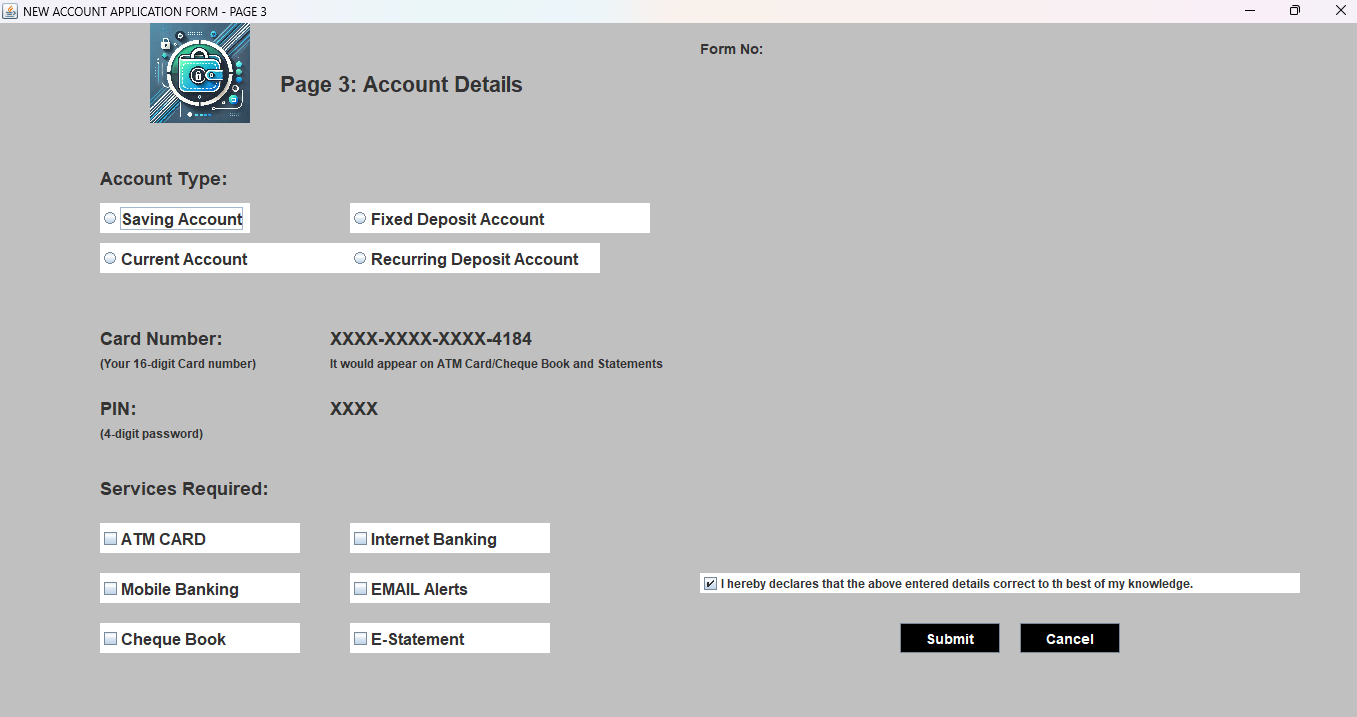 NEW ACCOUNT APPLICATION FORM - PAGE 3
Form No:
Page 3: Account Details
Account Type:
Saving Account Fixed Deposit Account
Current Account Recurring Deposit Account
Card Number: XXXX-XXXX-XXXX-4184
(Your 16-digit Card number) It would appear on ATM Card/Cheque Book and Statements
PIN: XXXX
(4-digit password)
Services Required:
ATM CARD Internet Banking
Mobile Banking EMAIL Alerts
I hereby declares that the above entered details correct to th best of my knowledge.
Cheque Book E-Statement
Submit Cancel